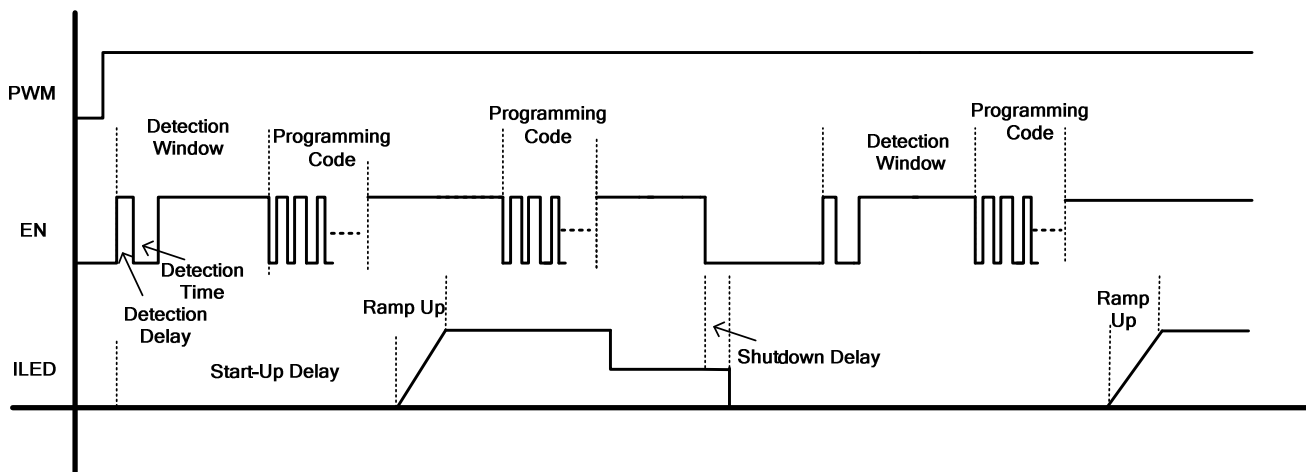 PWM
Detection
Window
Programming
Code
Programming
Code
Detection
Window
Programming
Code
EN
Detection
Time
Detection
Delay
Ramp Up
Ramp
Up
ILED
Start-Up Delay
Shutdown Delay